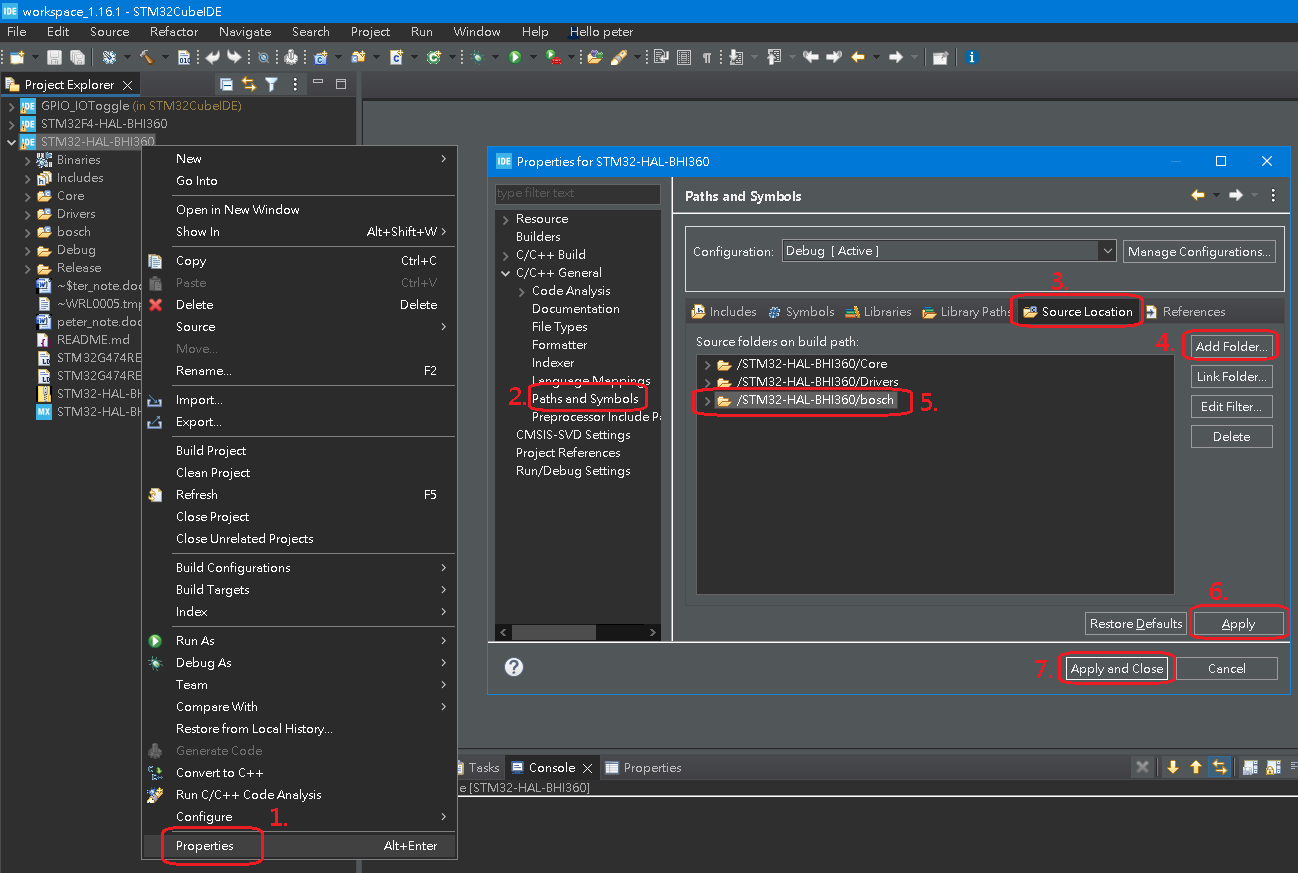 IDE workspace_1.16.1 - STM32CubeIDE
File Edit Source Refactor Navigate Search Project Run Window Help Hello peter
Project Explorer
GPIO_IOToggle (in STM32CubeIDE)
STM32F4-HAL-BHI360
STM32-HAL-BHI360
Binaries
Includes
Core
Drivers
bosch
Debug
Release
~$ter_note.doc
~WRL0005.tmp
peter_note.doc
README.md
STM32G474RE
STM32G474RE
STM32-HAL-BH
MX STM32-HAL-BH
New
Go Into
Open in New Window
Show In Alt+Shift+W
Copy Ctrl+C
Paste Ctrl+V
Delete Delete
Source
Move...
Rename... F2
Import...
Export...
Build Project
Clean Project
Refresh F5
Close Project
Close Unrelated Projects
Build Configurations
Build Targets
Index
Run As
Debug As
Team
Compare With
Restore from Local History...
Generate Code
Convert to C++
Run C/C++ Code Analysis
Configure
1.
Properties Alt+Enter
IDE Properties for STM32-HAL-BHI360
type filter text
Resource
Builders
C/C++ Build
C/C++ General
Code Analysis
Documentation
File Types
Formatter
Indexer
Language Mappings
2. Paths and Symbols
Preprocessor Include Pa
CMSIS-SVD Settings
Project References
Run/Debug Settings
Paths and Symbols
Configuration: Debug [ Active ] Manage Configurations...
3.
Includes Symbols Libraries Library Paths Source Location References
Source folders on build path:
/STM32-HAL-BHI360/Core
/STM32-HAL-BHI360/Drivers
/STM32-HAL-BHI360/bosch 5.
4. Add Folder...
Link Folder...
Edit Filter...
Delete
6.
Restore Defaults Apply
7. Apply and Close Cancel
Tasks Console Properties
e [STM32-HAL-BHI360]